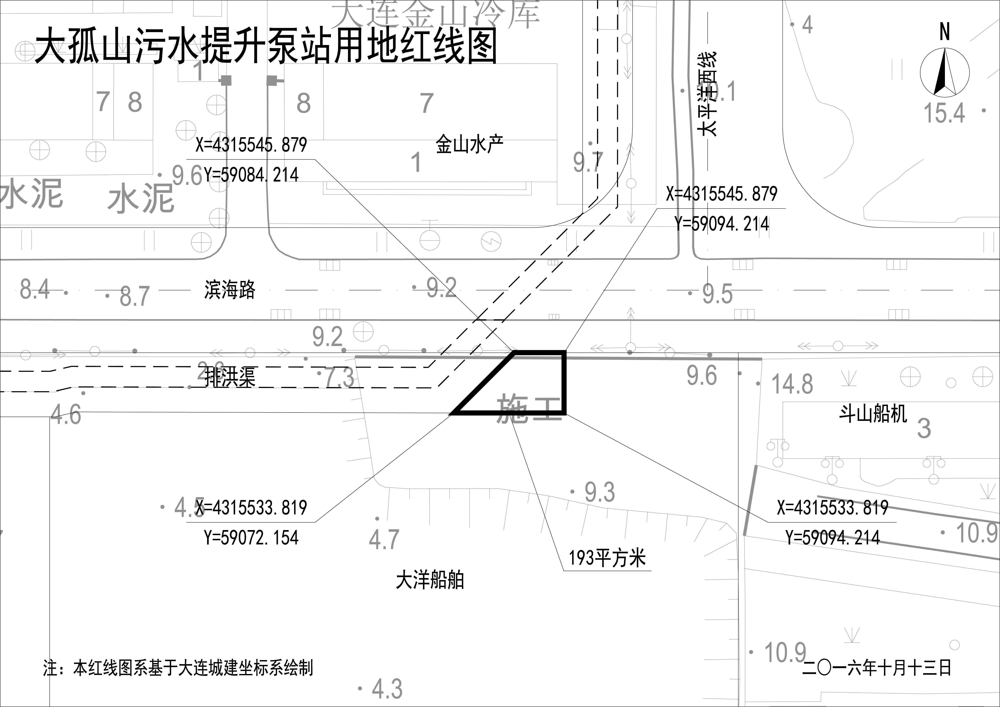 大连金山冷库
大孤山污水提升泵站用地红线图
4
N
1
太平洋西线
10.1
7
8
8
7
15.4
X=4315545.879
金山水产
1
9.7
9.6
Y=59084.214
水泥
水泥
X=4315545.879
Y=59094.214
8.4
8.7
滨海路
9.2
9.5
9.2
2.6
排洪渠
7.3
9.6
14.8
4.6
施工
斗山船机
3
9.3
4.5
X=4315533.819
X=4315533.819
Y=59072.154
4.7
Y=59094.214
10.9
193平方米
大洋船舶
10.9
注：本红线图系基于大连城建坐标系绘制
二〇一六年十月十三日
4.3